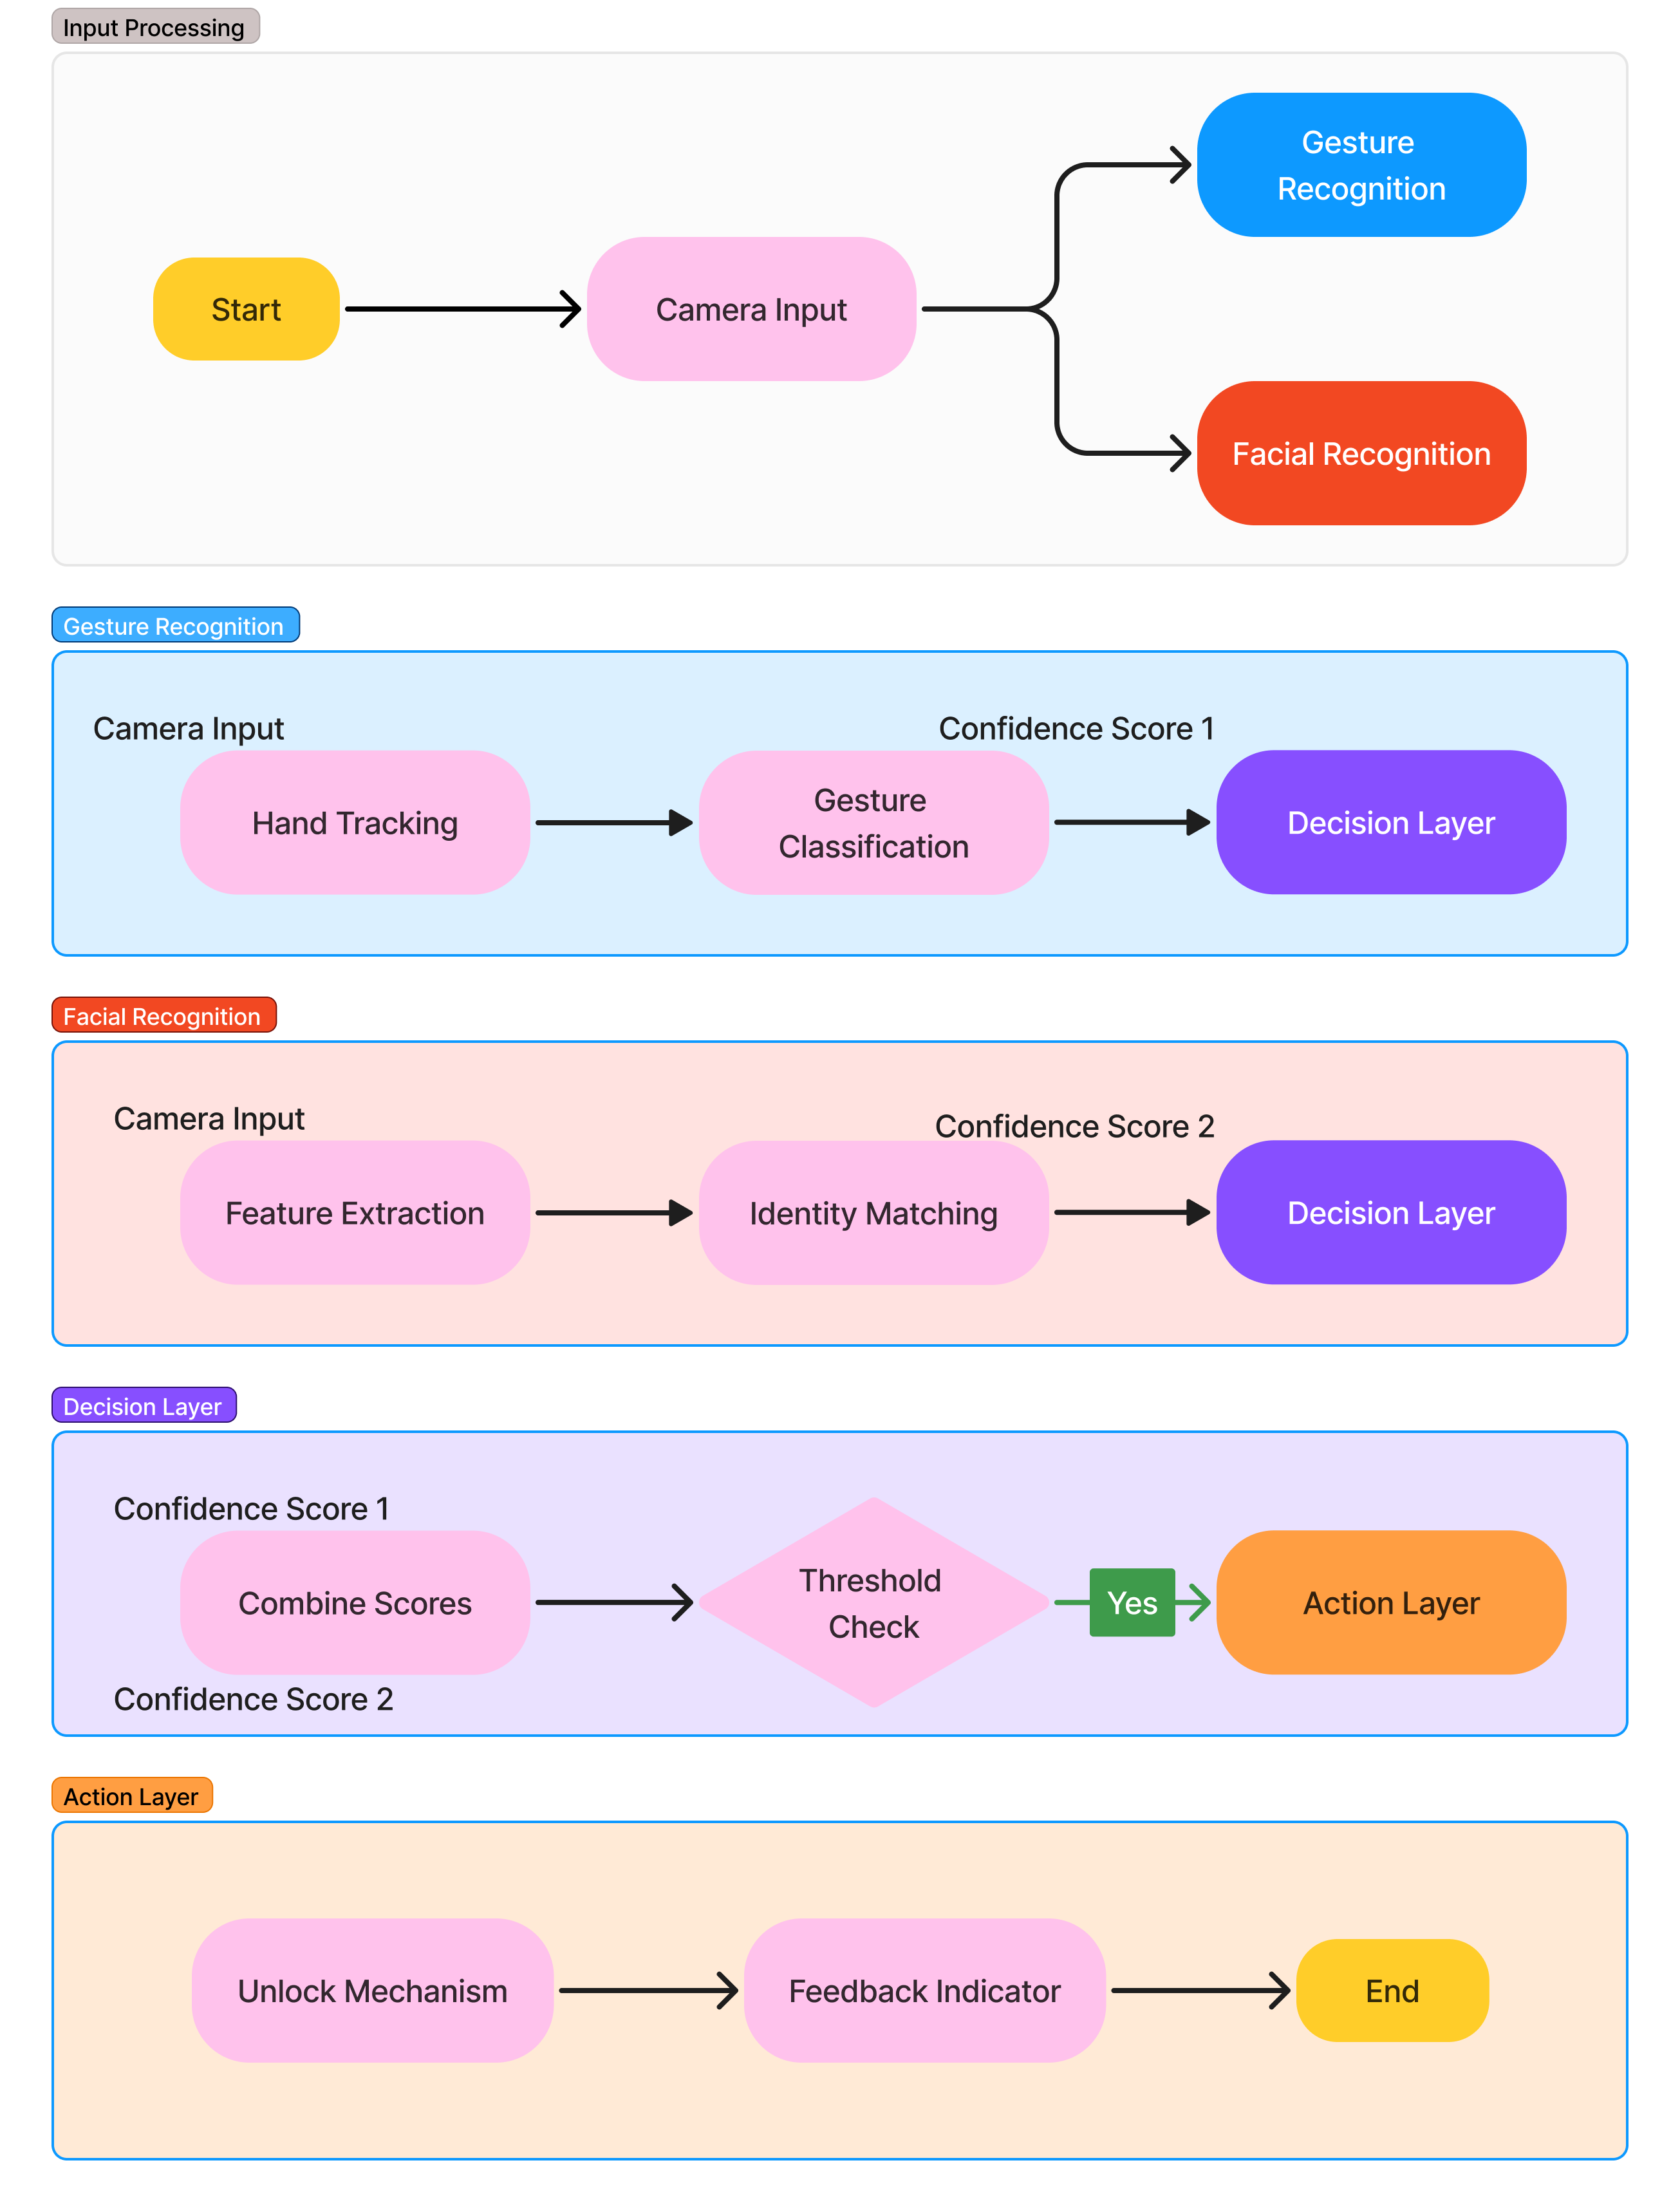 Input Processing
Gesture
Recognition
Start
Camera Input
Facial Recognition
Gesture Recognition
Camera Input
Confidence Score 1
Hand Tracking
Gesture
Classification
Decision Layer
Facial Recognition
Camera Input
Confidence Score 2
Feature Extraction
Identity Matching
Decision Layer
Decision Layer
Confidence Score 1
Combine Scores
Threshold
Check
Yes
Action Layer
Confidence Score 2
Action Layer
Unlock Mechanism
Feedback Indicator
End